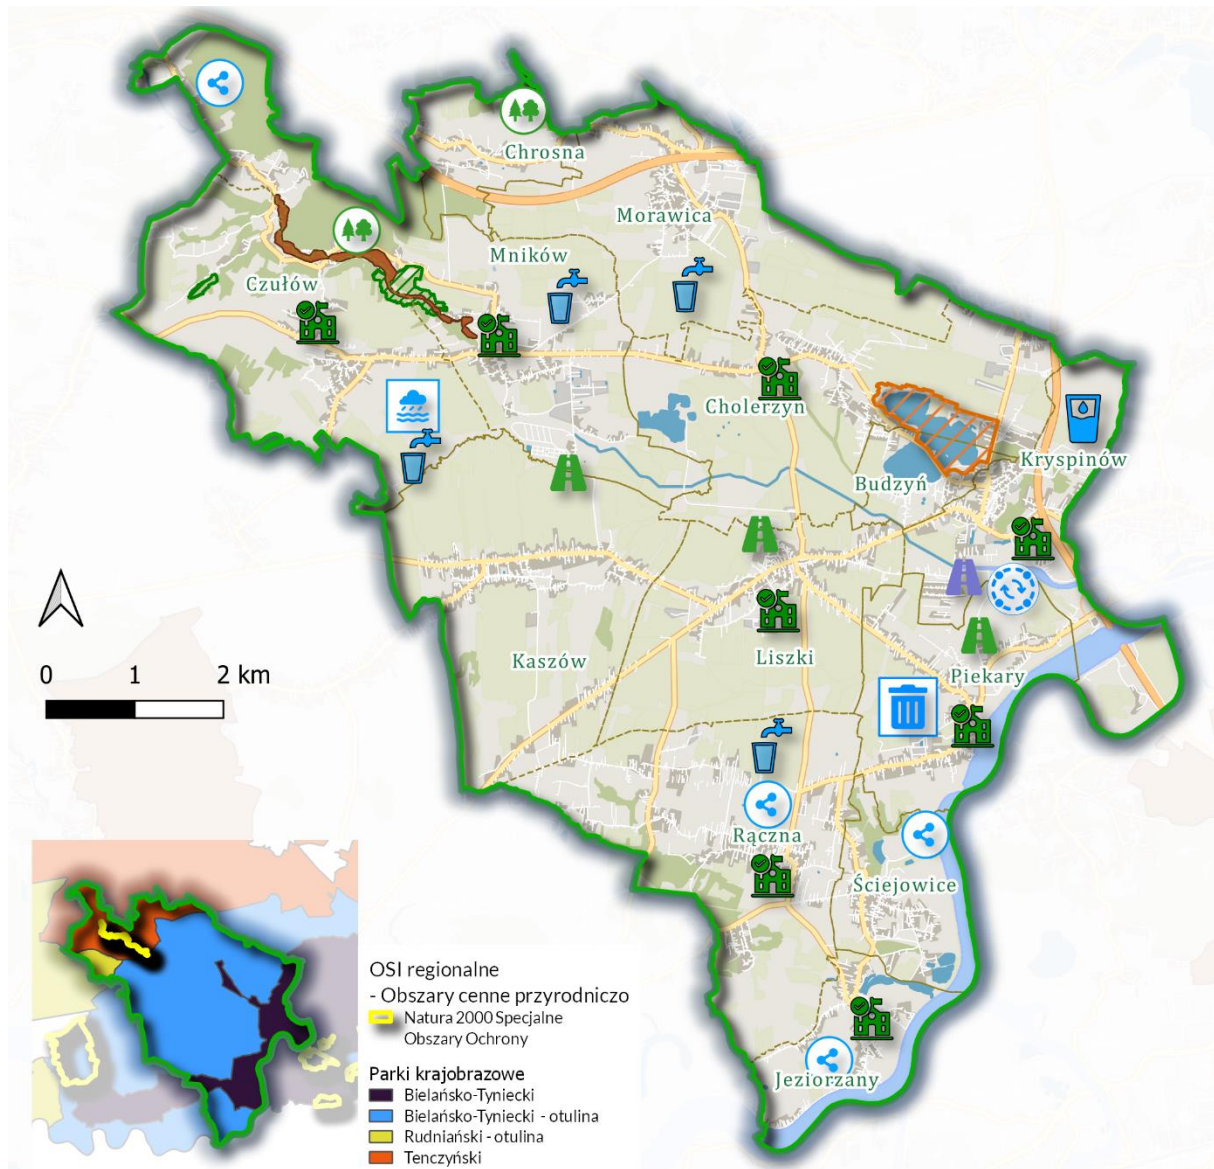 Chrosna
Morawica
Mników
Czułów
Cholerzyn
Kryspinów
Budzyń
0 1 2 km
Kaszów
Liszki
Piekary
Rączna
Ściejowice
Jeziorzany
OSI regionalne
- Obszary cenne przyrodniczo
Natura 2000 Specjalne
Obszary Ochrony
Parki krajobrazowe
Bielańsko-Tyniecki
Bielańsko-Tyniecki - otulina
Rudniański - otulina
Tenczyński